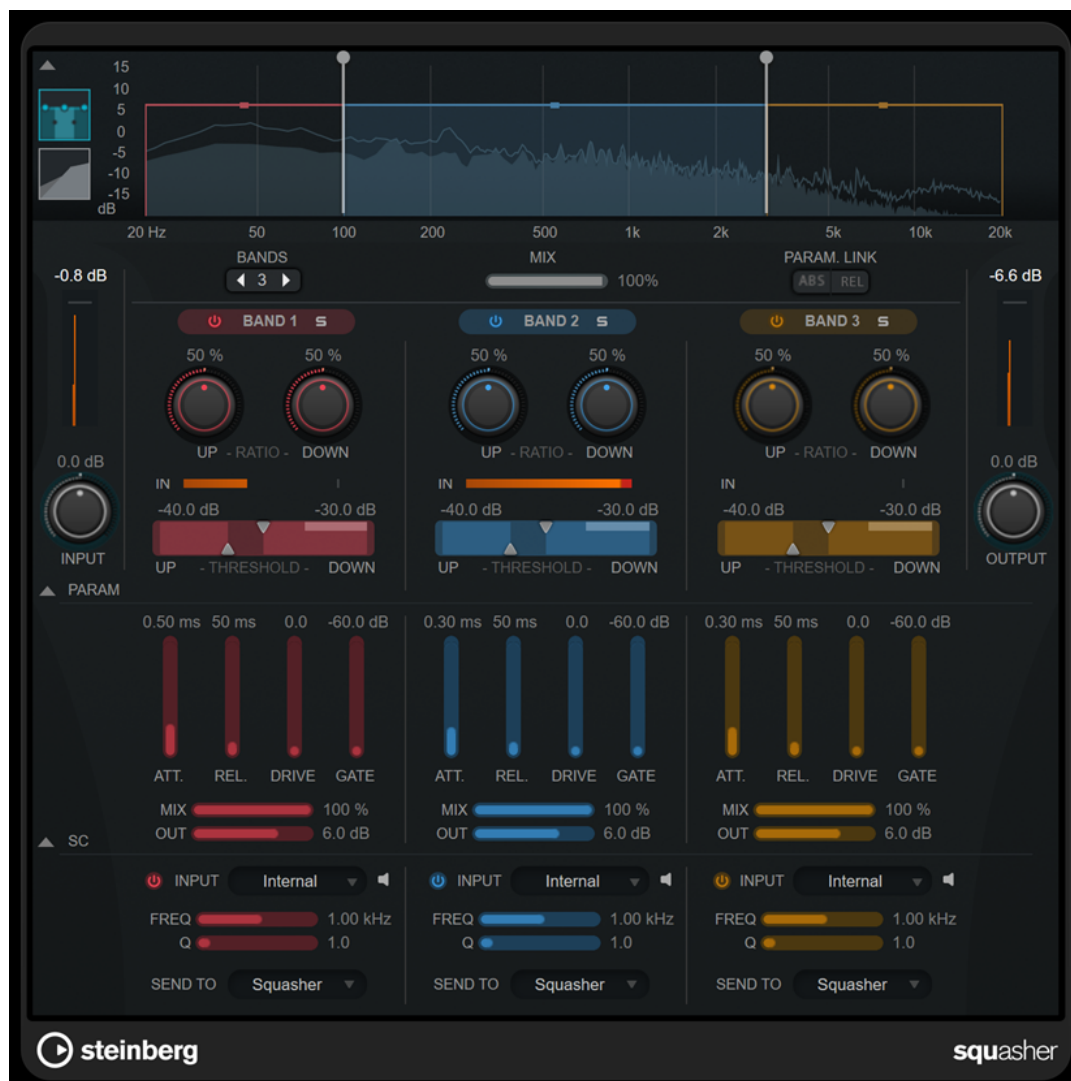 15
10
5
0
-5
-10
-15
dB
20 Hz 50 100 200 500 1k 2k 5k 10k 20k
BANDS MIX PARAM. LINK
-0.8 dB 3 100% ABS REL -6.6 dB
BAND 1 S BAND 2 S BAND 3 S
50 % 50 % 50 % 50 % 50 % 50 %
UP - RATIO - DOWN UP - RATIO - DOWN UP - RATIO - DOWN
0.0 dB 0.0 dB
IN IN IN
-40.0 dB -30.0 dB -40.0 dB -30.0 dB -40.0 dB -30.0 dB
INPUT OUTPUT
UP - THRESHOLD - DOWN UP - THRESHOLD - DOWN UP - THRESHOLD - DOWN
PARAM
0.50 ms 50 ms 0.0 -60.0 dB 0.30 ms 50 ms 0.0 -60.0 dB 0.30 ms 50 ms 0.0 -60.0 dB
ATT. REL. DRIVE GATE ATT. REL. DRIVE GATE ATT. REL. DRIVE GATE
MIX 100 % MIX 100 % MIX 100 %
OUT 6.0 dB OUT 6.0 dB OUT 6.0 dB
SC
INPUT Internal INPUT Internal INPUT Internal
FREQ 1.00 kHz FREQ 1.00 kHz FREQ 1.00 kHz
Q 1.0 Q 1.0 Q 1.0
SEND TO Squasher SEND TO Squasher SEND TO Squasher
steinberg squasher